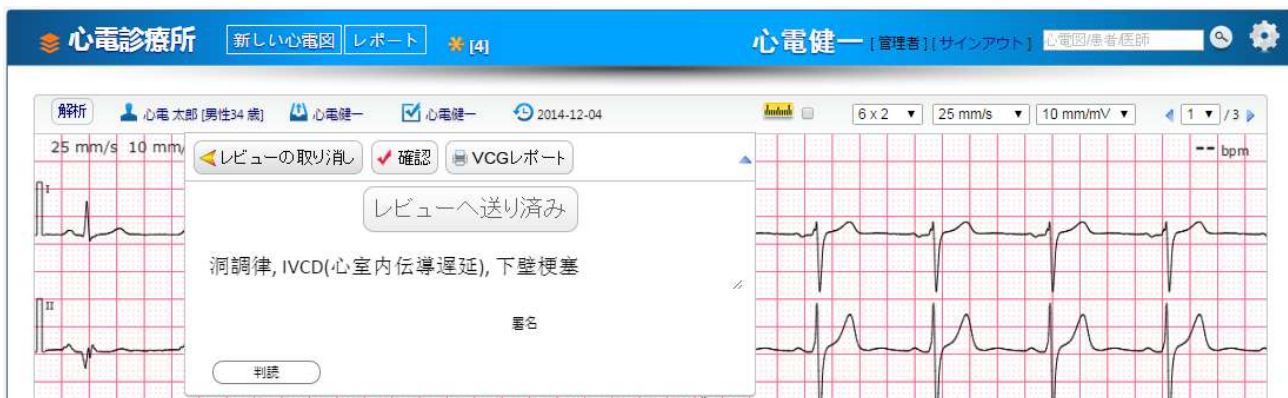 心電診療所 新しい心電図 レポート [4] 心電健一 [管理者] [サインアウト] 心電図/患者/医師
解析 心電 太郎 [男性34 歳] 心電健一 心電健一 2014-12-04 6 x 2 25 mm/s 10 mm/mV 1 / 3
25 mm/s 10 mm/ -- bpm
レビューの取り消し 確認 VCGレポート
I
レビューへ送り済み
洞調律, IVCD(心室内伝導遅延), 下壁梗塞
II
署名
判読